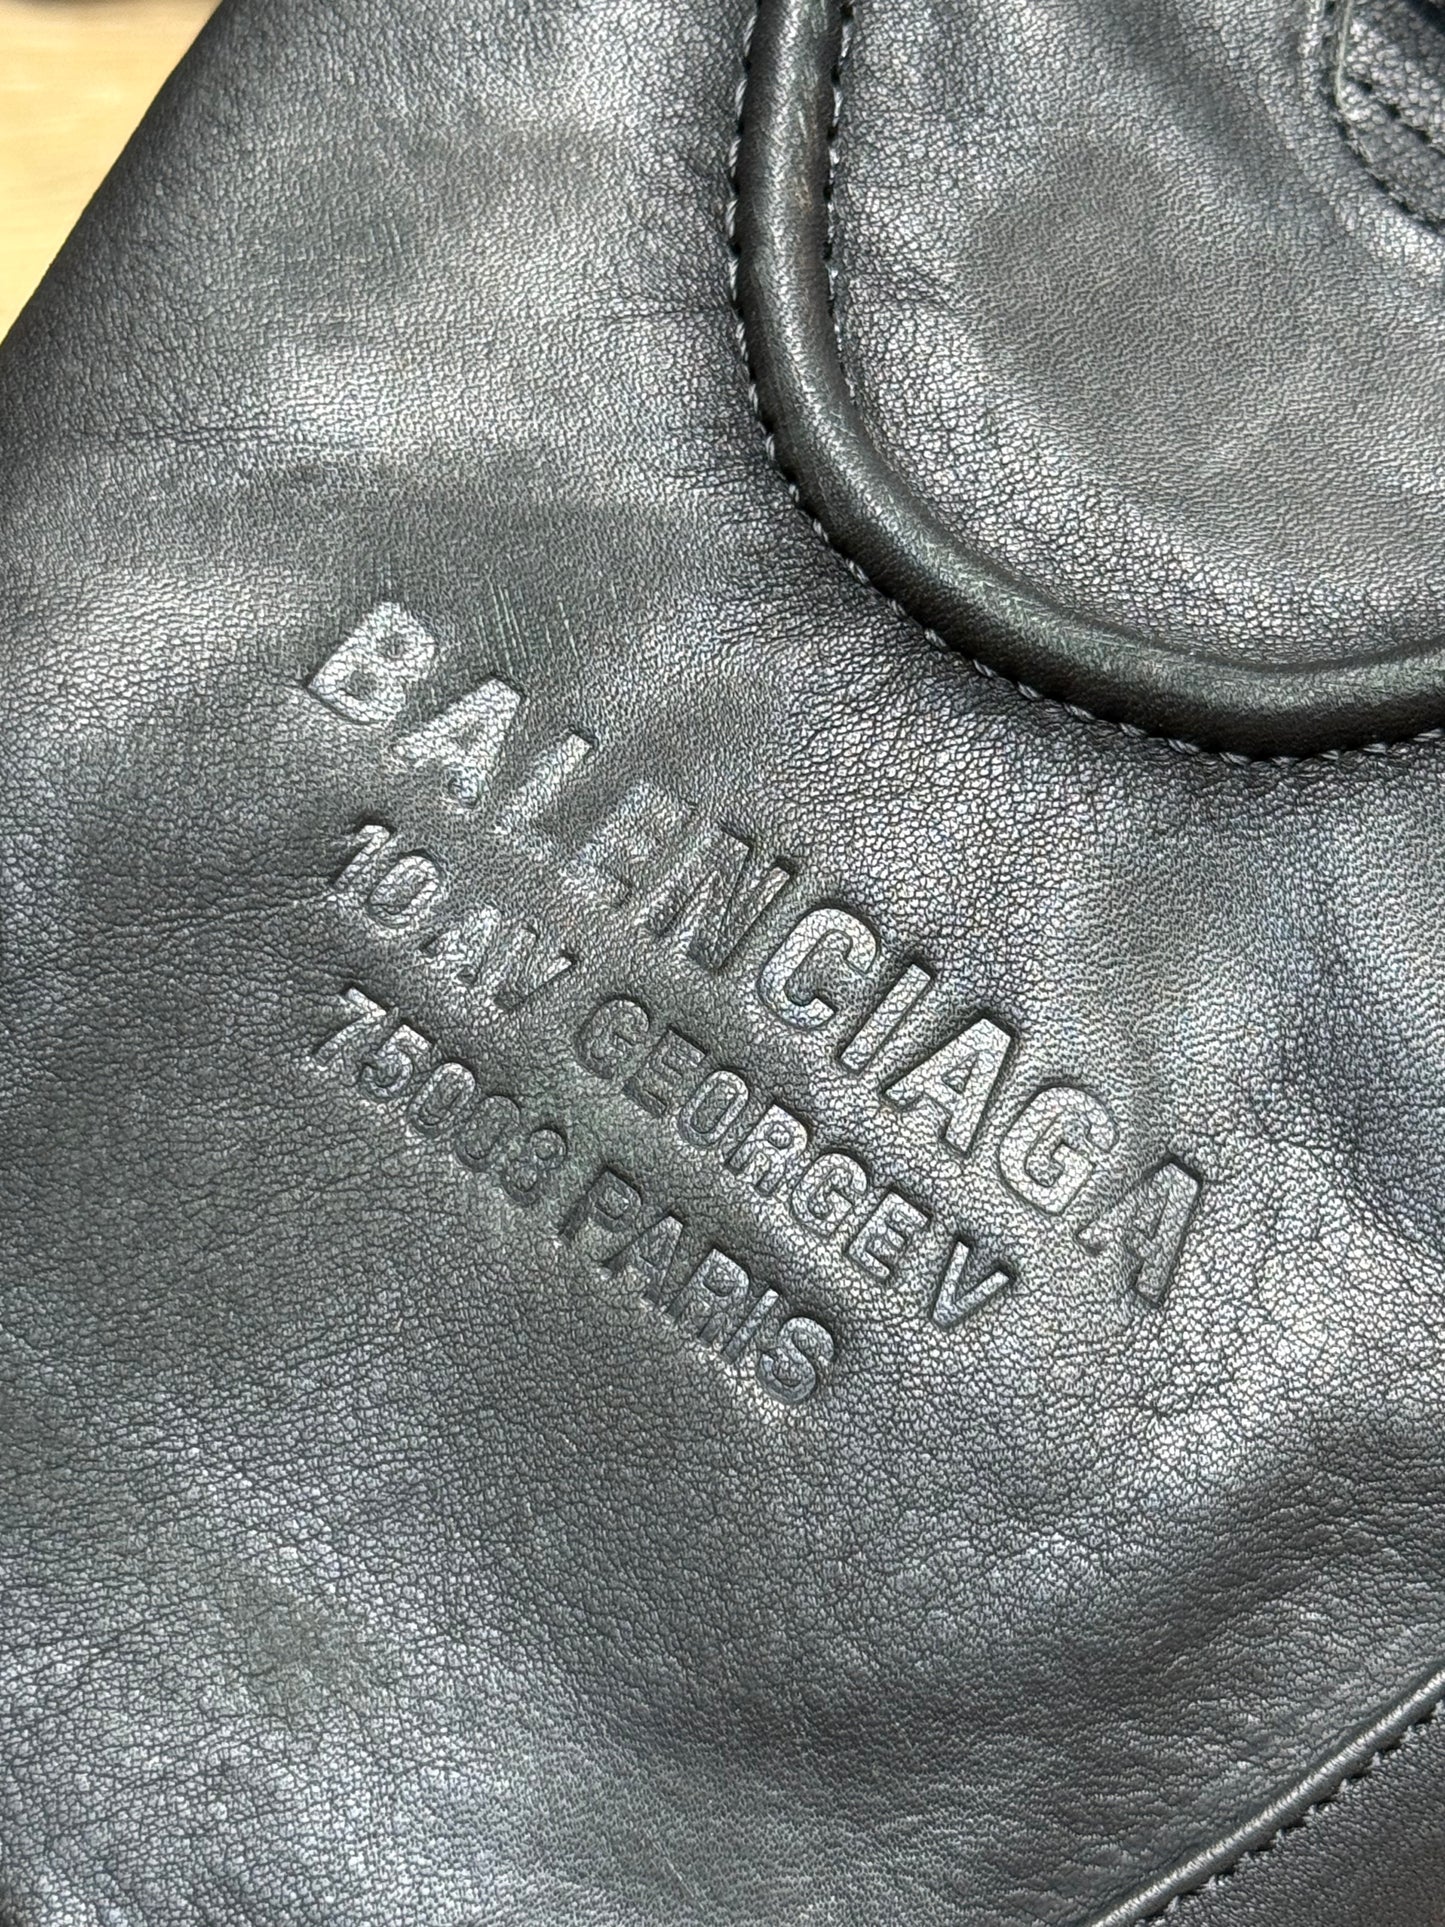 BALENCIAGA
10 AV GEORGE V
75008 PARIS